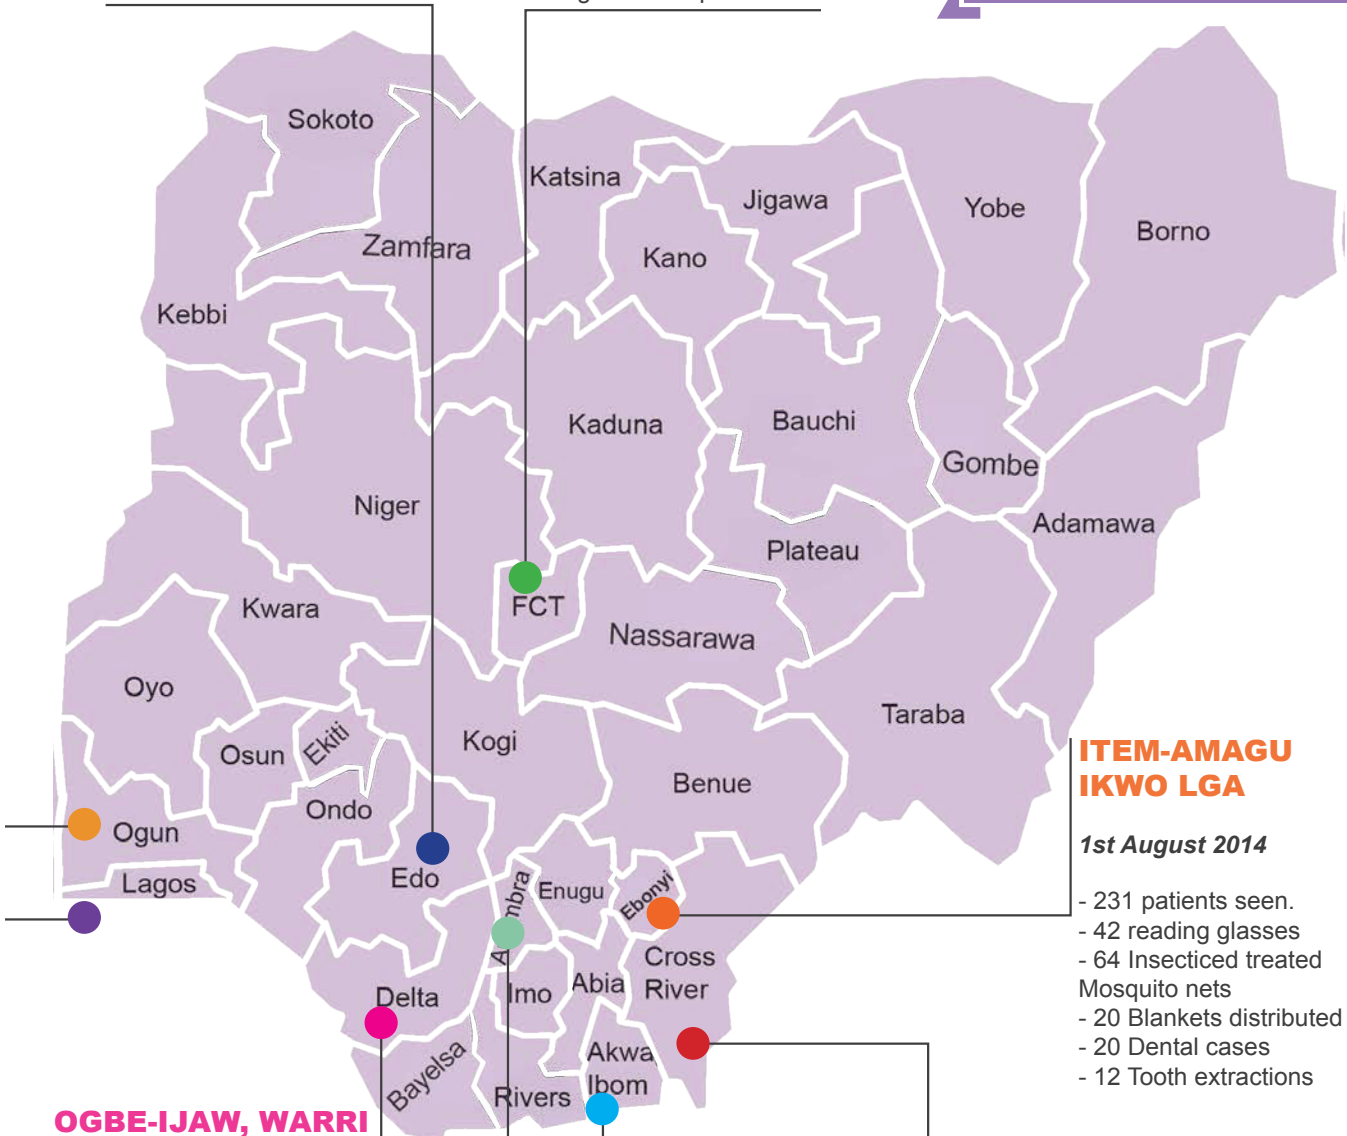 Sokoto
Katsina
Jigawa
Yobe
Borno
Zamfara
Kano
Kebbi
Kaduna
Bauchi
Gombe
Niger
Adamawa
Plateau
FCT
Kwara
Nassarawa
Oyo
Taraba
Kogi
Osun
Ekiti
Benue
Ondo
Ogun
Edo
Lagos
Enugu
Ebonyi
Cross
River
Abia
Imo
Delta
Akwa
Ibom
Bayelsa
Rivers
ITEM-AMAGU
IKWO LGA
1st August 2014
- 231 patients seen.
- 42 reading glasses
- 64 Insecticed treated
Mosquito nets
- 20 Blankets distributed
- 20 Dental cases
- 12 Tooth extractions
OGBE-IJAW, WARRI